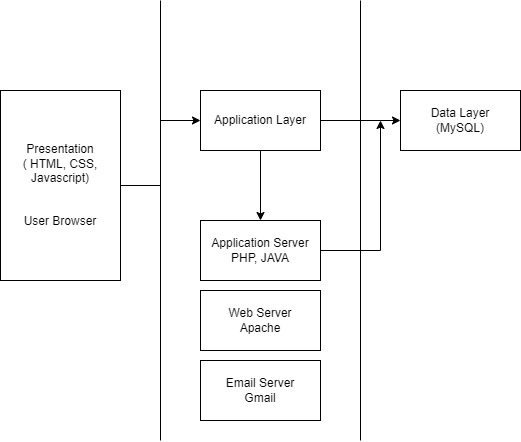 Presentation
( HTML, CSS,
Javascript)
User Browser
Application Layer
Application Server
PHP, JAVA
Web Server
Apache
Email Server
Gmail
Data Layer
(MySQL)